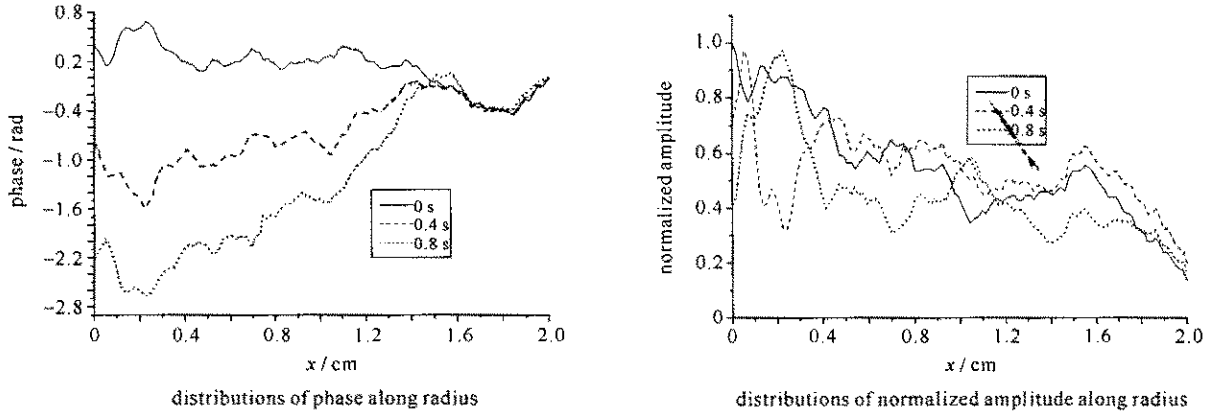 0.8
0.2
−0.4
−1.0
−1.6
−2.2
−2.8
phase / rad
0 s
0.4 s
0.8 s
0
0.4
0.8
1.2
1.6
2.0
x / cm
distributions of phase along radius
1.0
0.8
0.6
0.4
0.2
0
normalized amplitude
0 s
0.4 s
0.8 s
0
0.4
0.8
1.2
1.6
2.0
x / cm
distributions of normalized amplitude along radius